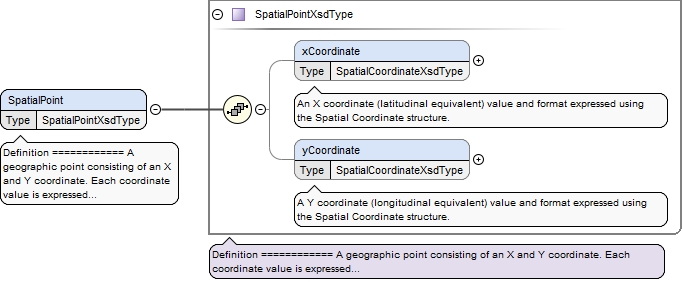 SpatialPointXsdType
xCoordinate
Type SpatialCoordinateXsdType
An X coordinate (latitudinal equivalent) value and format expressed using
the Spatial Coordinate structure.
SpatialPoint
Type SpatialPointXsdType
Definition ============ A
geographic point consisting of an X
and Y coordinate. Each coordinate
value is expressed...
yCoordinate
Type SpatialCoordinateXsdType
A Y coordinate (longitudinal equivalent) value and format expressed using
the Spatial Coordinate structure.
Definition ============ A geographic point consisting of an X and Y coordinate. Each
coordinate value is expressed...